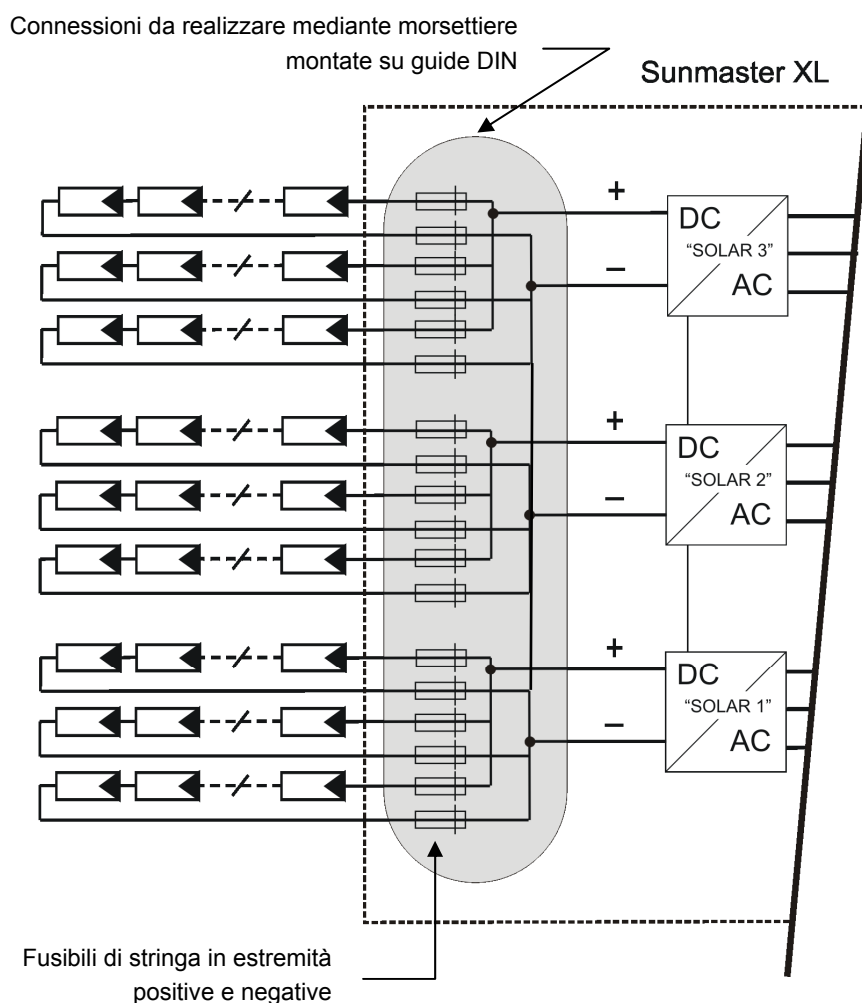 Connessioni da realizzare mediante morsettiere
montate su guide DIN
Sunmaster XL
+
DC
“SOLAR 3”
–
AC
+
DC
“SOLAR 2”
–
AC
+
DC
“SOLAR 1”
–
AC
Fusibili di stringa in estremità
positive e negative